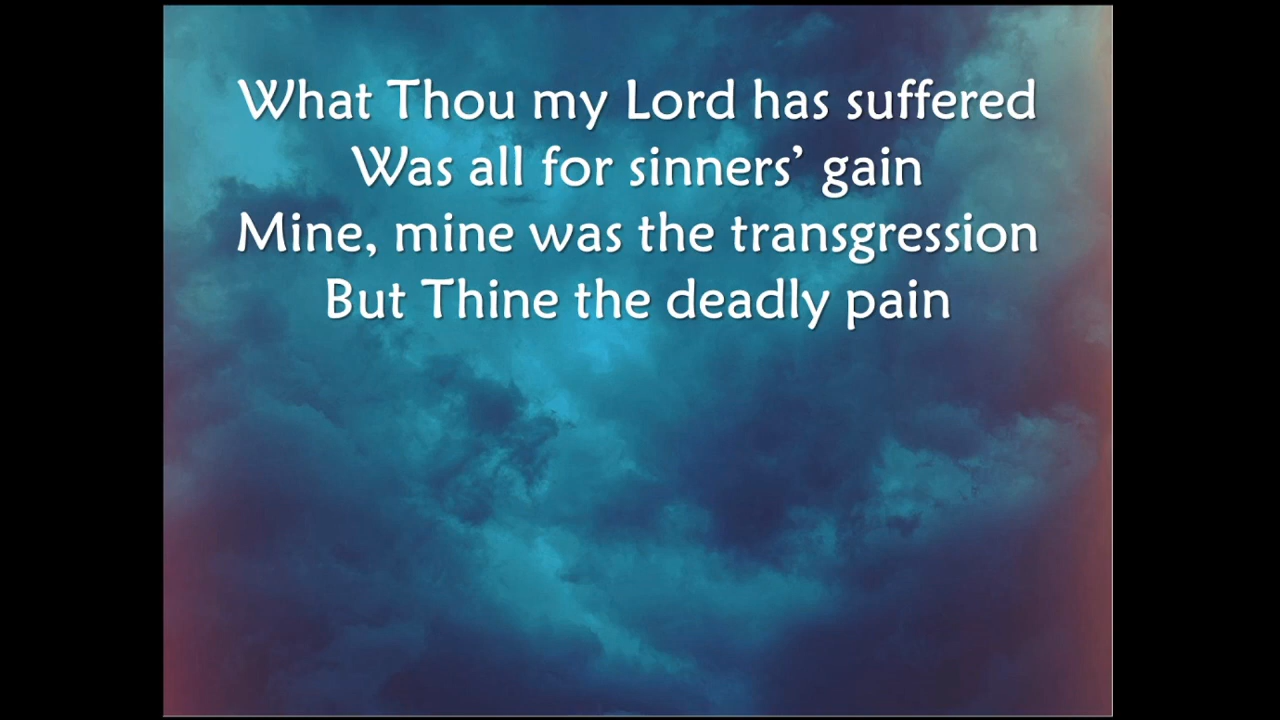 What Thou my Lord has suffered
Was all for sinners’ gain
Mine, mine was the transgression
But Thine the deadly pain